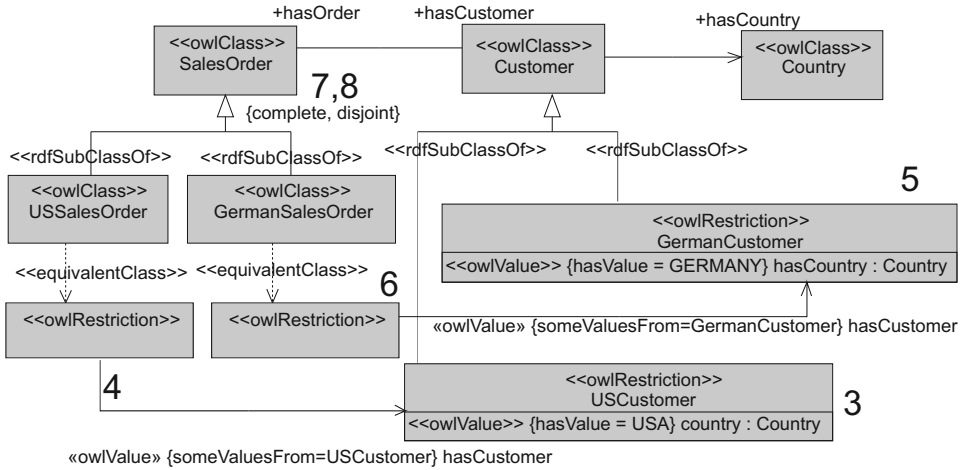 +hasOrder
+hasCustomer
+hasCountry
<<owlClass>>
SalesOrder
<<owlClass>>
Customer
<<owlClass>>
Country
7,8
{complete, disjoint}
<<rdfSubClassOf>>
<<rdfSubClassOf>>
<<rdfSubClassOf>>
<<rdfSubClassOf>>
<<owlClass>>
USSalesOrder
<<owlClass>>
GermanSalesOrder
5
<<owlRestriction>>
GermanCustomer
<<owlValue>> {hasValue = GERMANY} hasCountry : Country
<<equivalentClass>>
<<equivalentClass>>
6
<<owlRestriction>>
<<owlRestriction>>
«owlValue» {someValuesFrom=GermanCustomer} hasCustomer
4
<<owlRestriction>>
USCustomer
<<owlValue>> {hasValue = USA} country : Country
3
«owlValue» {someValuesFrom=USCustomer} hasCustomer